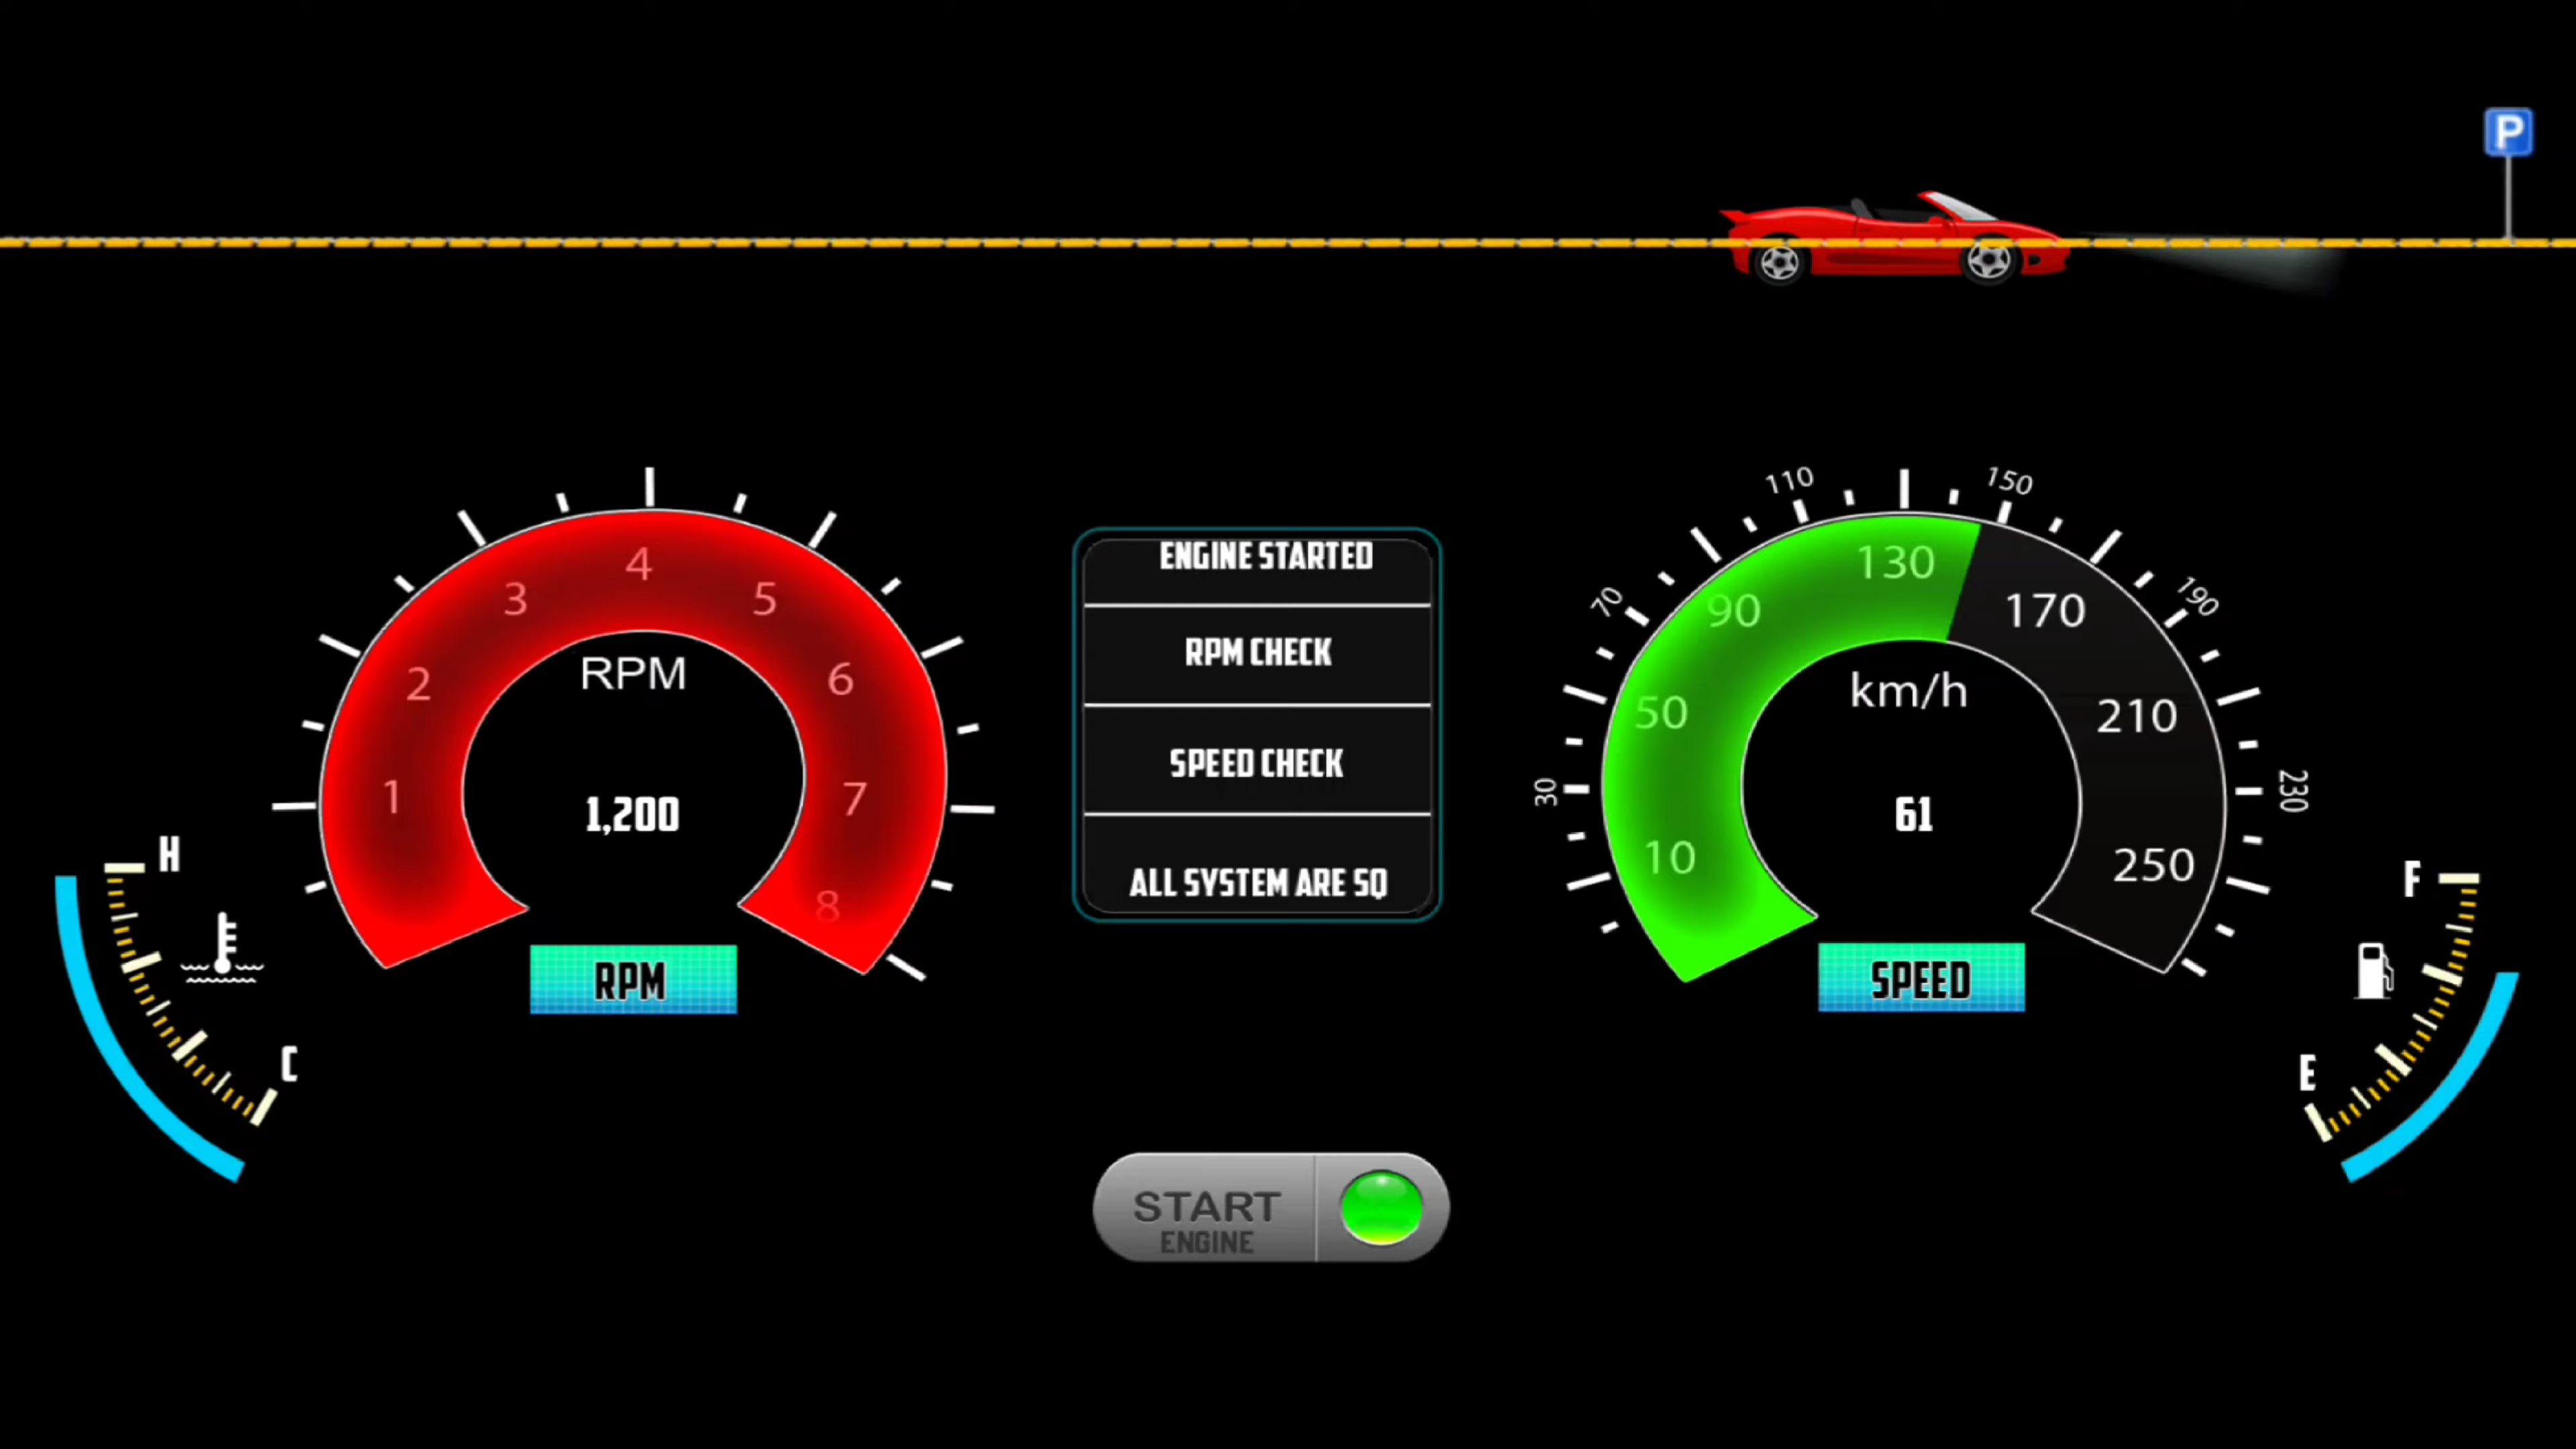 P
ENGINE STARTED
RPM CHECK
SPEED CHECK
ALL SYSTEM ARE SQ
1
2
3
4
5
6
7
8
RPM
1,200
RPM
10
30
50
70
90
110
130
150
170
190
210
230
250
km/h
61
SPEED
H
C
F
E
START
ENGINE